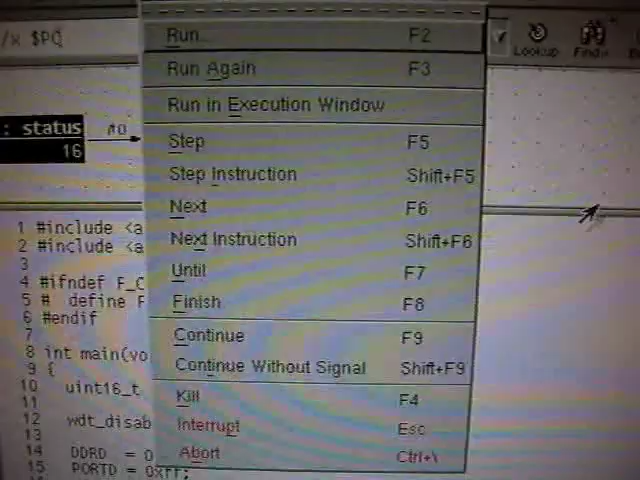 /x $PC
Run... F2
Lookup
Run Again F3
Run in Execution Window
: status #0
16
Step F5
Step Instruction Shift+F5
Next F6
Next Instruction Shift+F6
Until F7
Finish F8
Continue F9
Continue Without Signal Shift+F9
Kill F4
Interrupt Esc
Abort Ctrl+\
1 #include <a
2 #include <a
3
4 #ifndef F_C
5 # define F
6 #endif
7
8 int main(vo
9 {
10 uint16_t
11
12 wdt_disab
13
14 DDRD = 0
15 PORTD = 0xff;